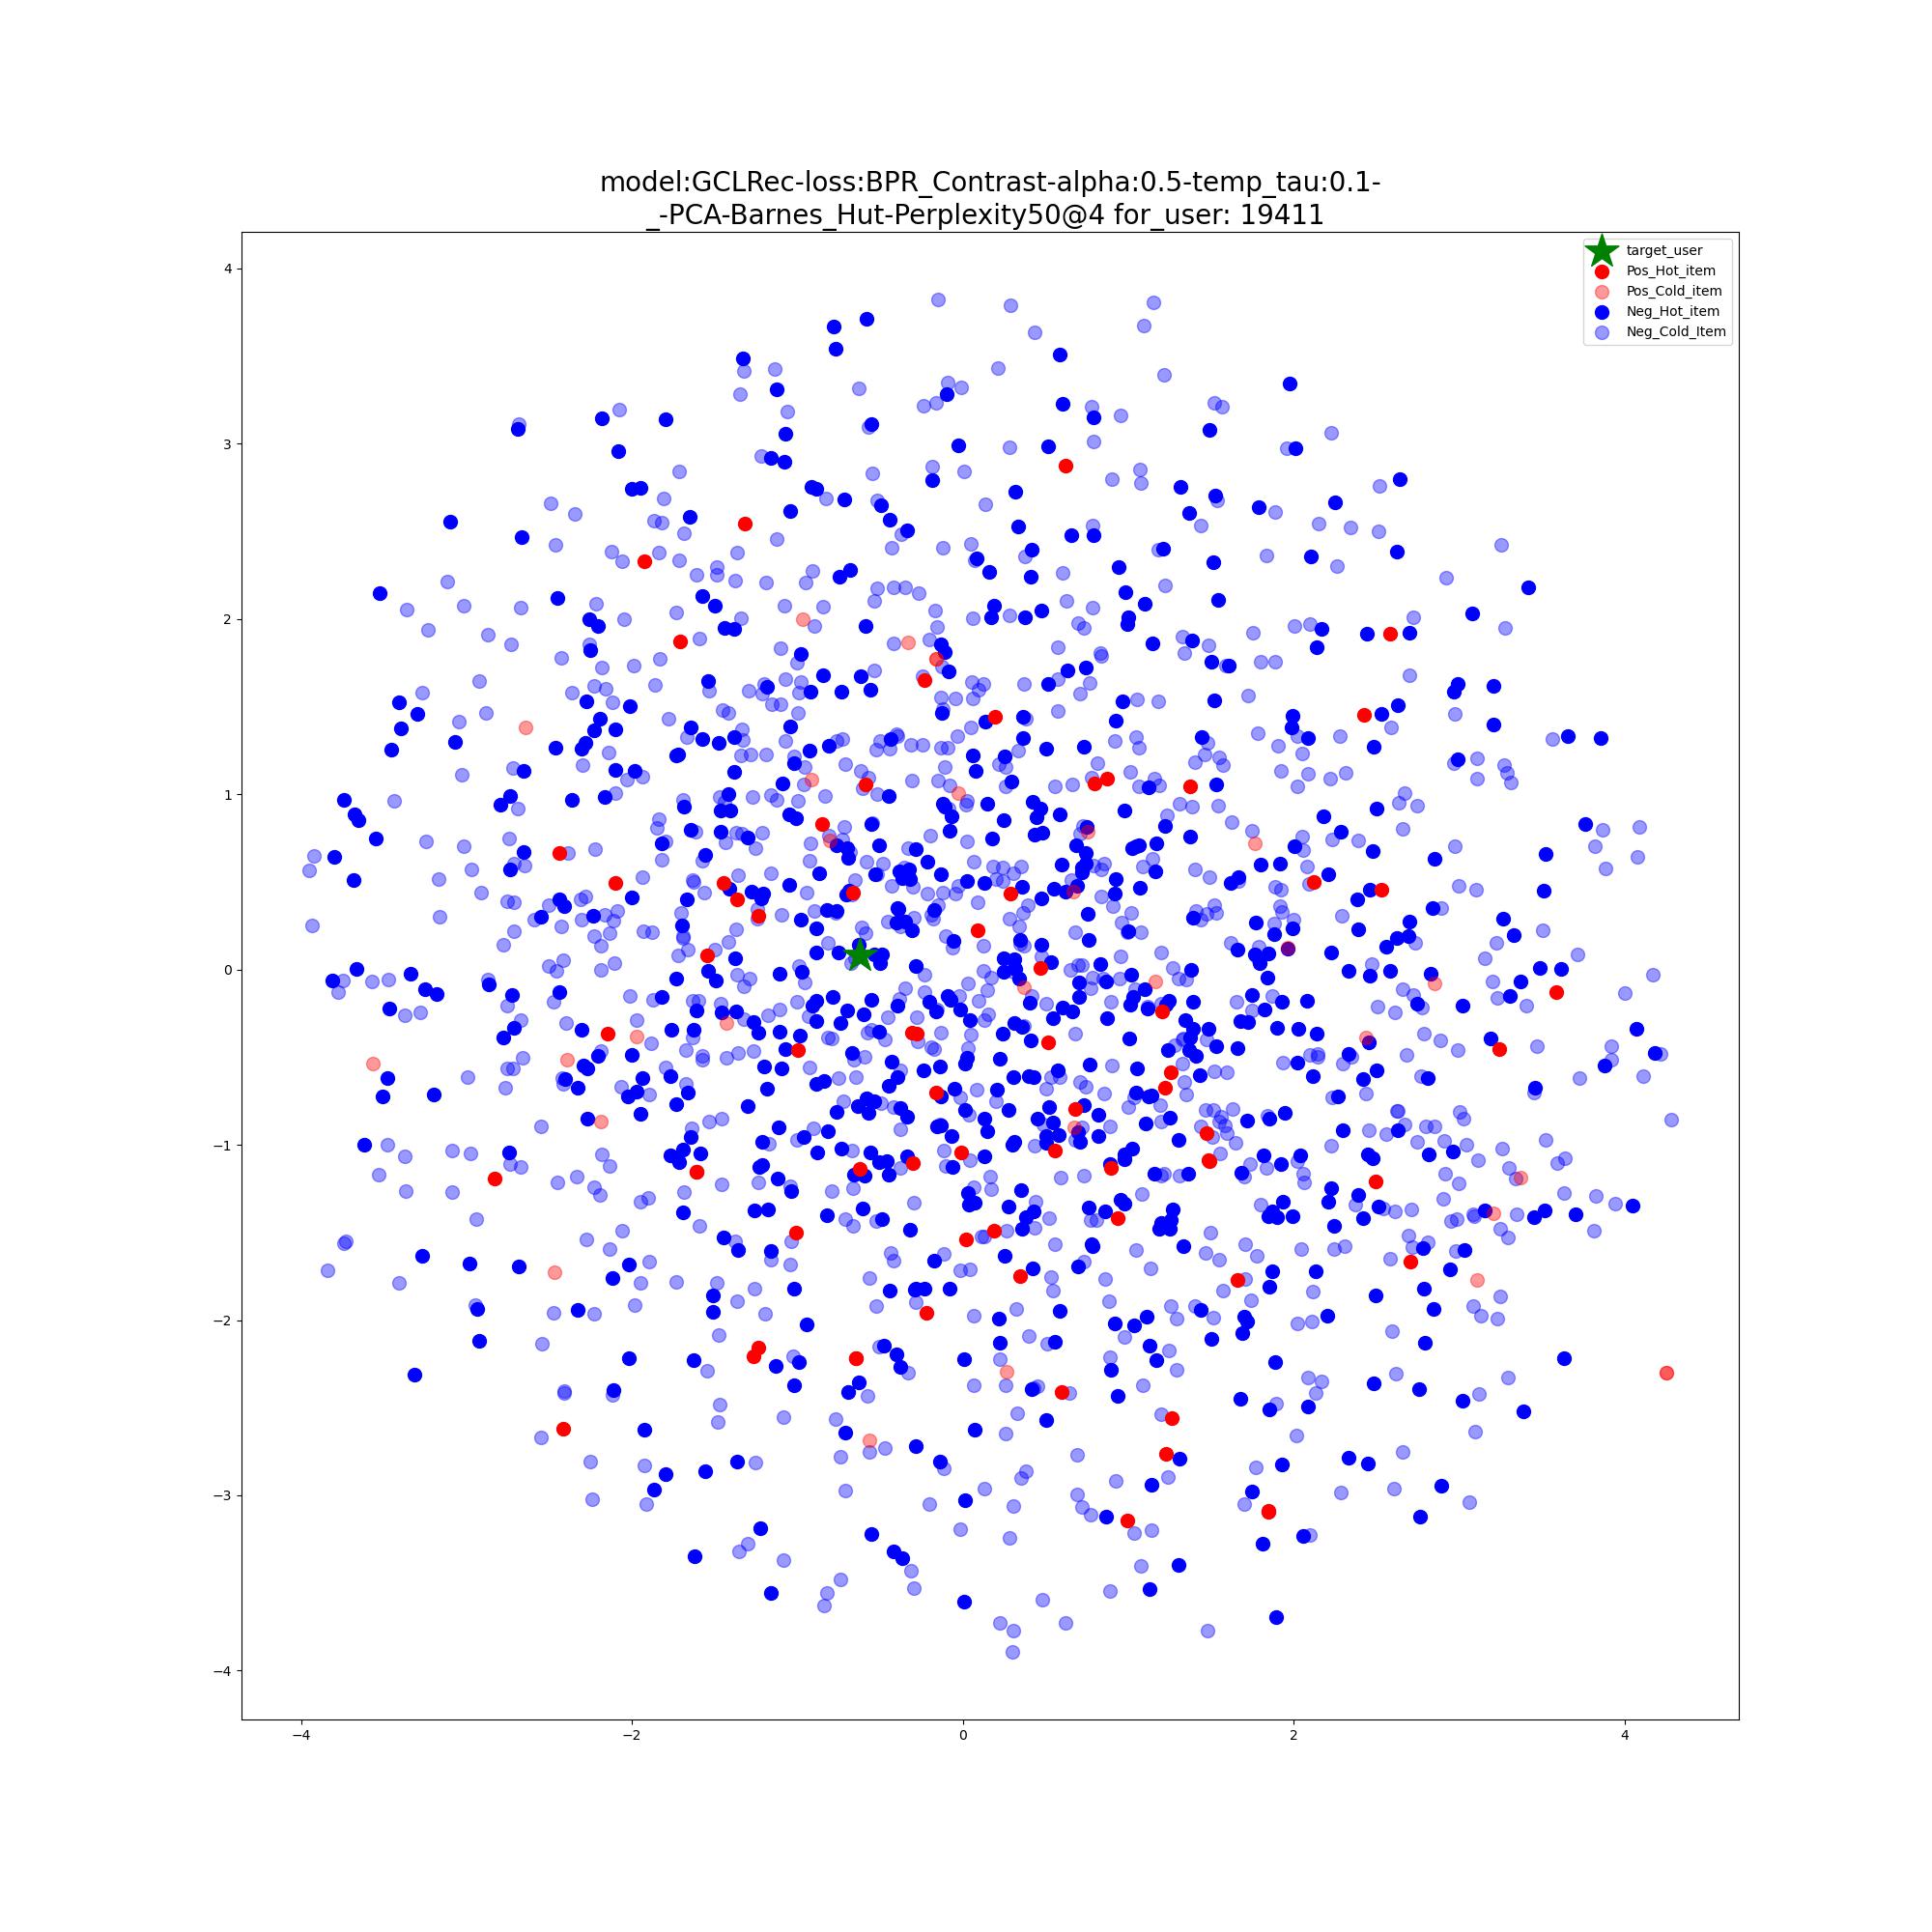 model:GCLRec-loss:BPR_Contrast-alpha:0.5-temp_tau:0.1-
_-PCA-Barnes_Hut-Perplexity50@4 for_user: 19411
target_user
Pos_Hot_item
Pos_Cold_item
Neg_Hot_item
Neg_Cold_Item
4
3
2
1
0
−1
−2
−3
−4
−4 −2 0 2 4